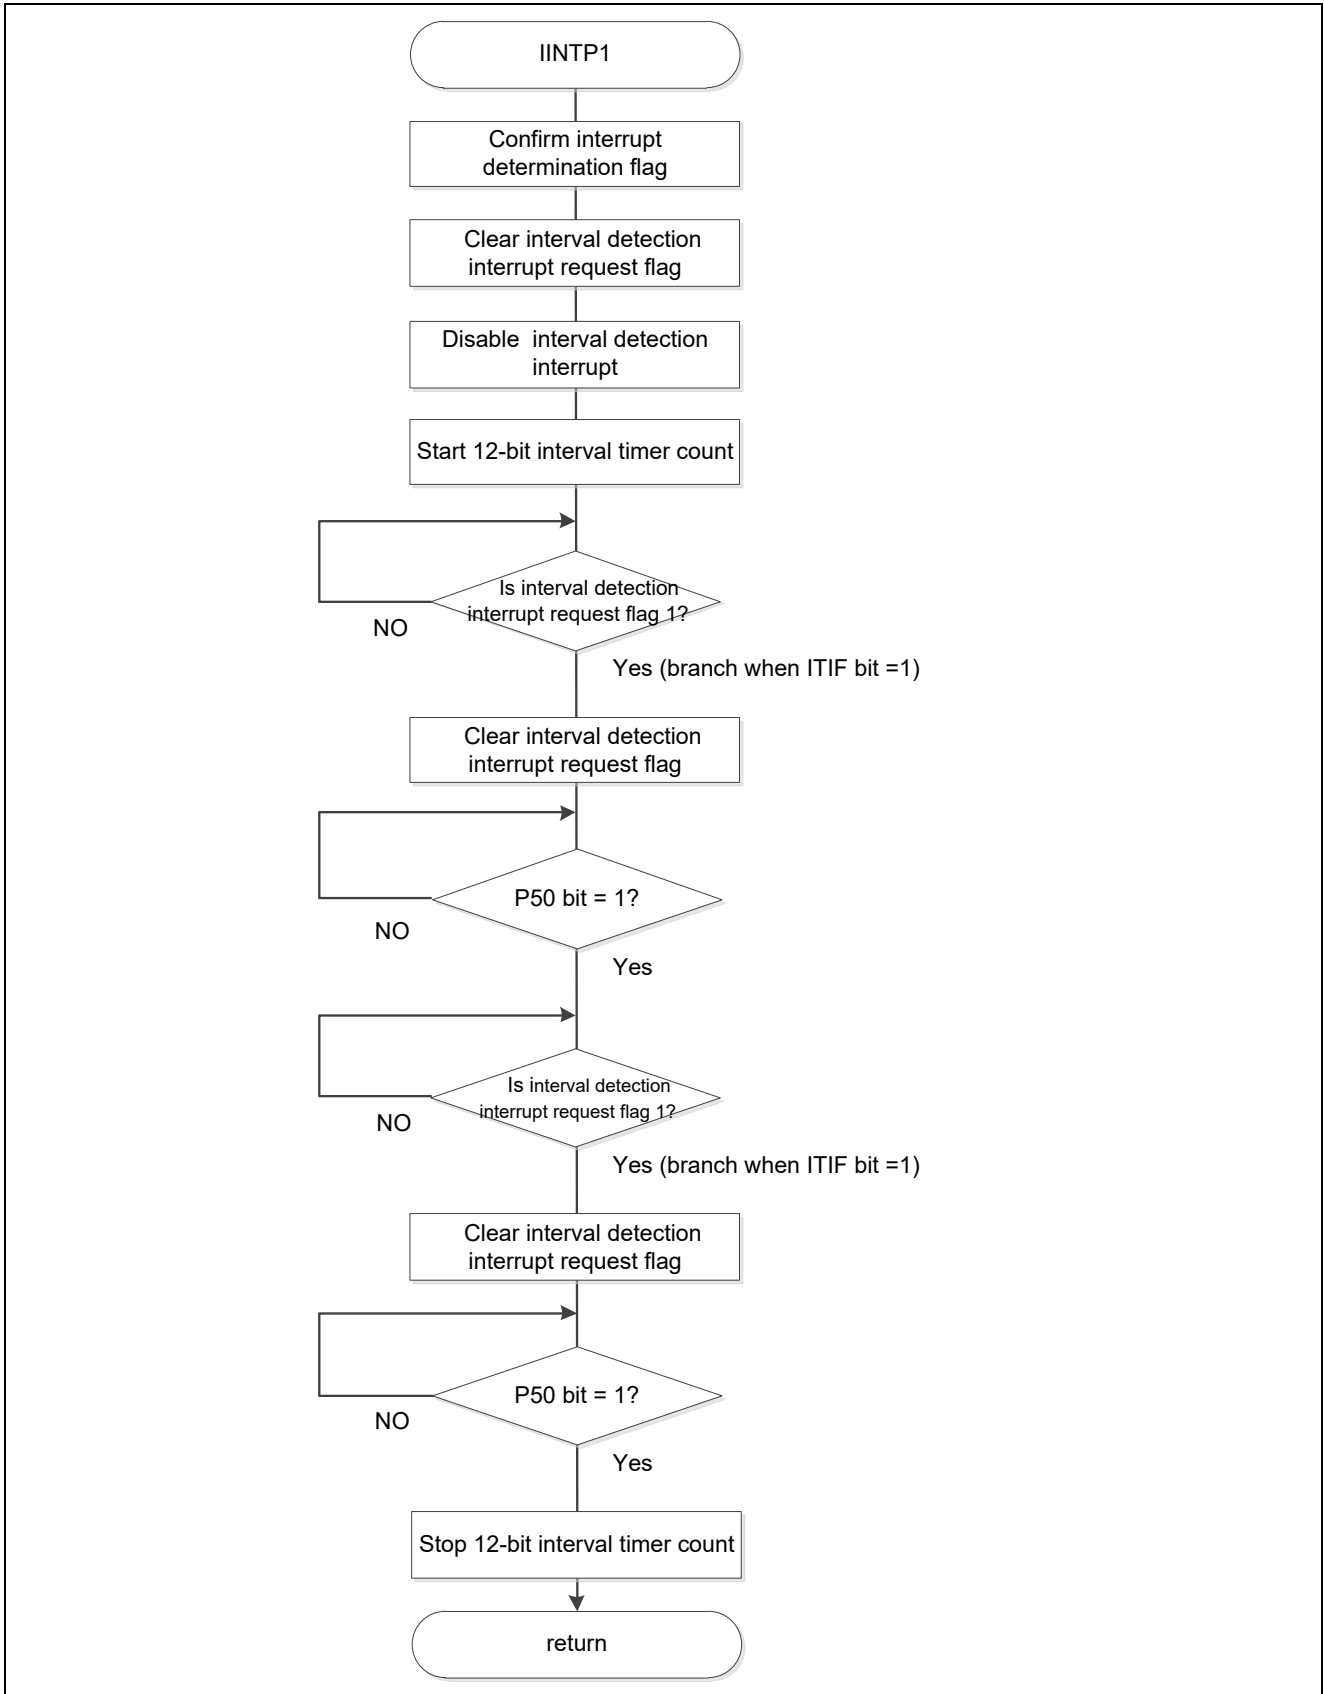 IINTP1
Confirm interrupt
determination flag
Clear interval detection
interrupt request flag
Disable  interval detection
interrupt
Start 12-bit interval timer count
Is interval detection
interrupt request flag 1?
NO
Yes (branch when ITIF bit =1)
Clear interval detection
interrupt request flag
P50 bit = 1?
NO
Yes
Is interval detection
interrupt request flag 1?
NO
Yes (branch when ITIF bit =1)
Clear interval detection
interrupt request flag
P50 bit = 1?
NO
Yes
Stop 12-bit interval timer count
return